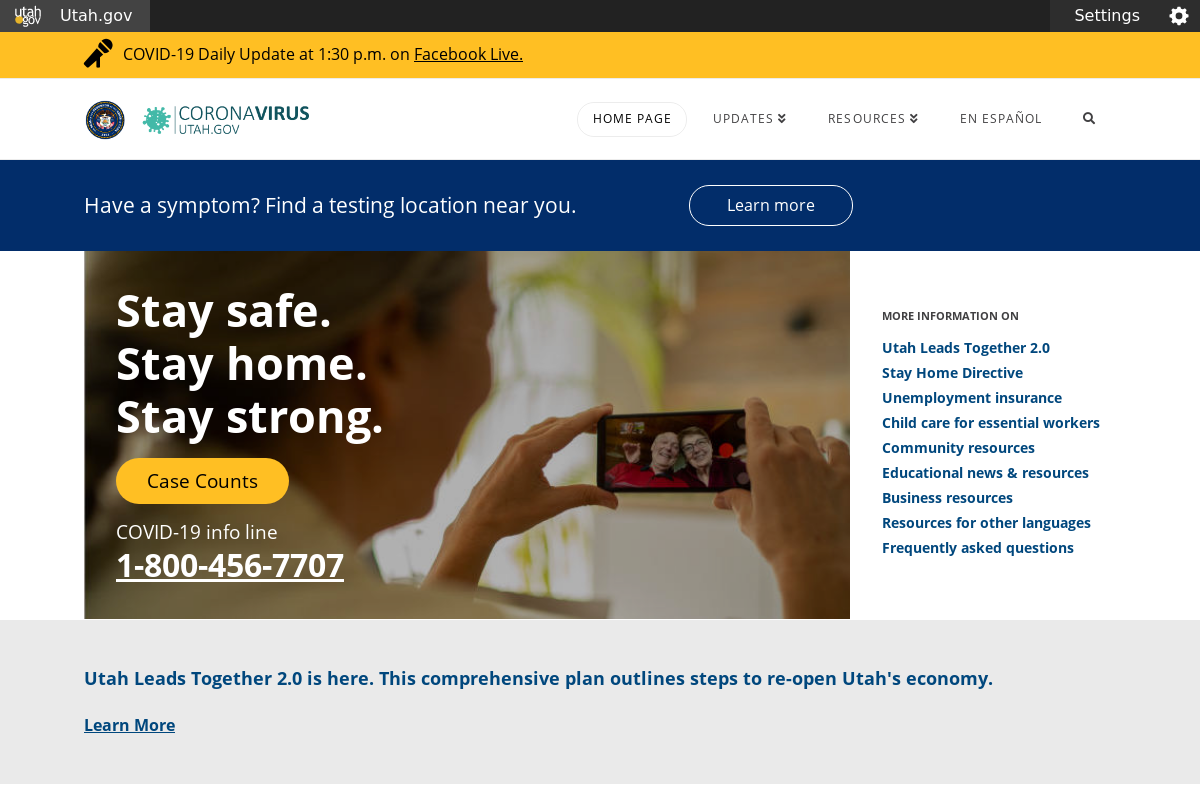 utah gov
Utah.gov
Settings
COVID-19 Daily Update at 1:30 p.m. on Facebook Live.
CORONAVIRUS
UTAH.GOV
HOME PAGE
UPDATES
RESOURCES
EN ESPAÑOL
Have a symptom? Find a testing location near you.
Learn more
Stay safe.
Stay home.
Stay strong.
Case Counts
COVID-19 info line
1-800-456-7707
MORE INFORMATION ON
Utah Leads Together 2.0
Stay Home Directive
Unemployment insurance
Child care for essential workers
Community resources
Educational news & resources
Business resources
Resources for other languages
Frequently asked questions
Utah Leads Together 2.0 is here. This comprehensive plan outlines steps to re-open Utah's economy.
Learn More